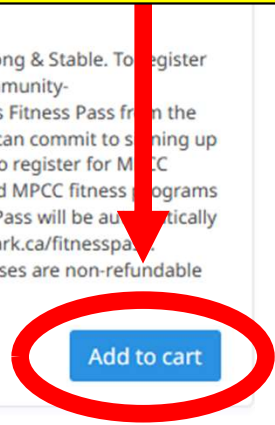 ong & Stable. To register
munity-
s Fitness Pass from the
can commit to signing up
o register for MPCC
d MPCC fitness programs
Pass will be automatically
ark.ca/fitnesspass.
ses are non-refundable
Add to cart